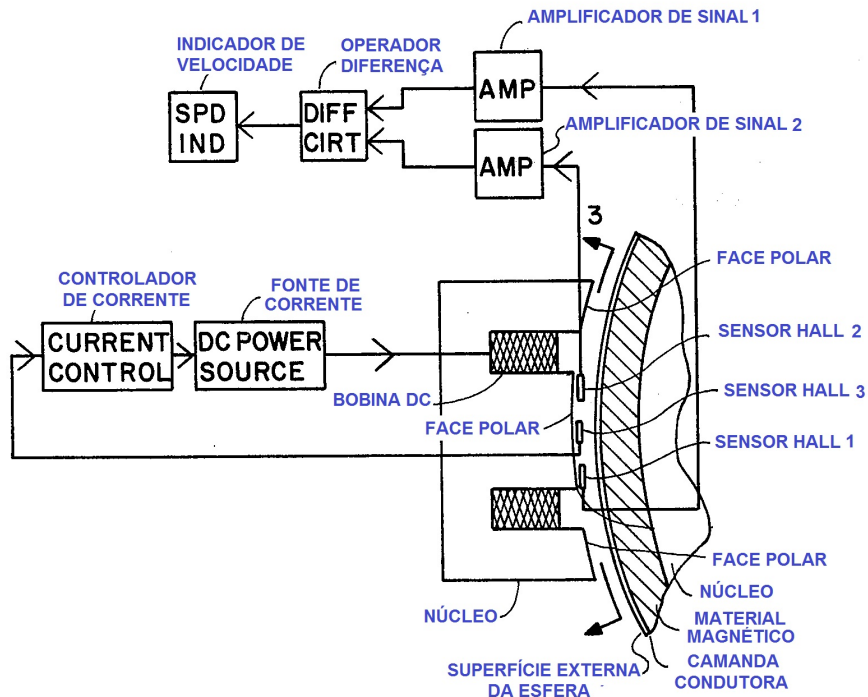 AMPLIFICADOR DE SINAL 1
INDICADOR DE
VELOCIDADE
OPERADOR
DIFERENÇA
AMP
SPD
IND
DIFF
CIRT
AMPLIFICADOR DE SINAL 2
AMP
3
FACE POLAR
CONTROLADOR
DE CORRENTE
FONTE DE
CORRENTE
CURRENT
CONTROL
DC POWER
SOURCE
SENSOR HALL 2
BOBINA DC
SENSOR HALL 3
FACE POLAR
SENSOR HALL 1
FACE POLAR
NÚCLEO
NÚCLEO
MATERIAL
MAGNÉTICO
SUPERFÍCIE EXTERNA
DA ESFERA
CAMANDA
CONDUTORA